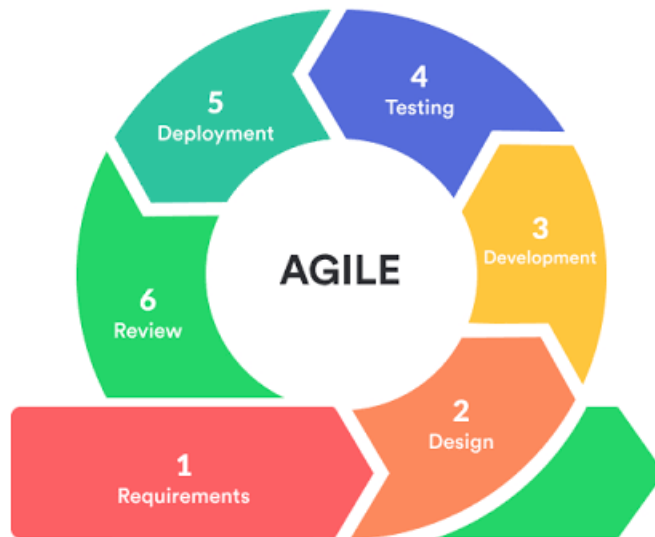 AGILE
1
Requirements
2
Design
3
Development
4
Testing
5
Deployment
6
Review